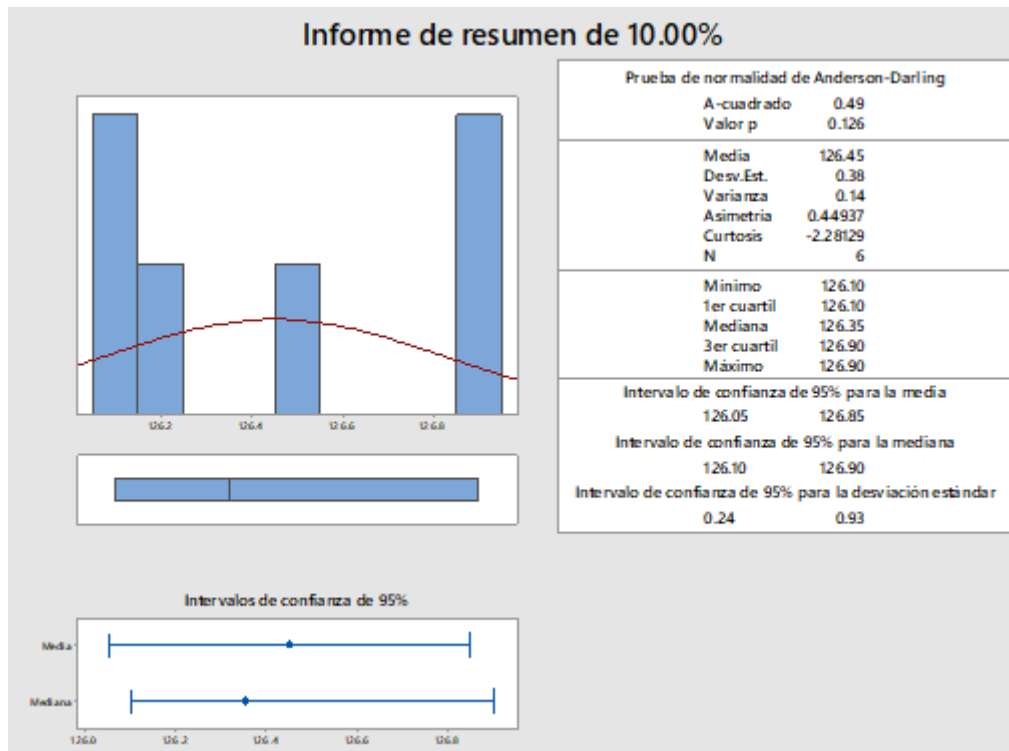 Informe de resumen de 10.00%
Prueba de normalidad de Anderson-Darling
A-cuadrado 0.49
Valor p 0.126
Media 126.45
Desv.Est. 0.38
Varianza 0.14
Asimetría 0.44937
Curtosis -2.28129
N 6
Mínimo 126.10
1er cuartil 126.10
Mediana 126.35
3er cuartil 126.90
Máximo 126.90
Intervalo de confianza de 95% para la media
126.05 126.85
Intervalo de confianza de 95% para la mediana
126.10 126.90
Intervalo de confianza de 95% para la desviación estándar
0.24 0.93
126.2 126.4 126.6 126.8
Intervalos de confianza de 95%
Media
Mediana
126.0 126.2 126.4 126.6 126.8